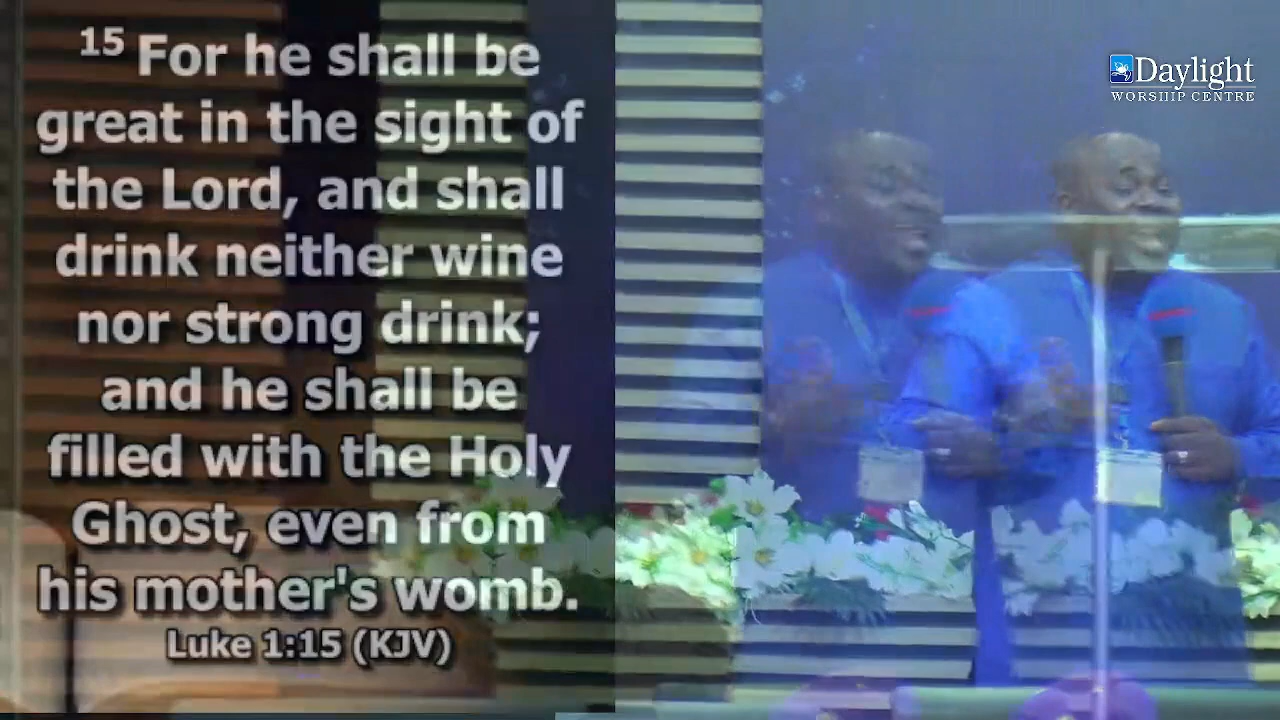 15 For he shall be
great in the sight of
the Lord, and shall
drink neither wine
nor strong drink;
and he shall be
filled with the Holy
Ghost, even from
his mother's womb.
Luke 1:15 (KJV)
Daylight
WORSHIP CENTRE